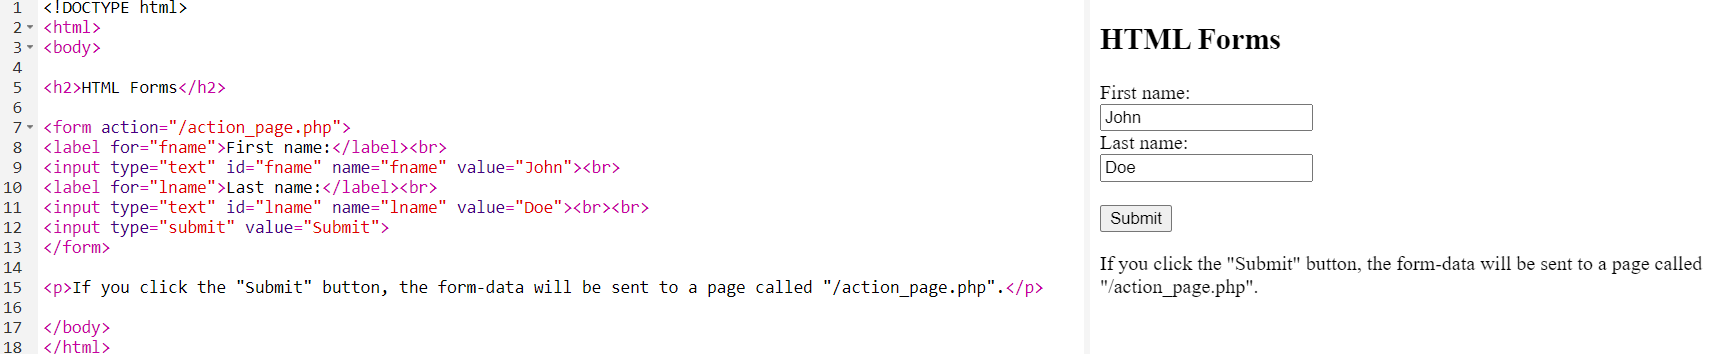 1 <!DOCTYPE html>
2 <html>
3 <body>
4
5 <h2>HTML Forms</h2>
6
7 <form action="/action_page.php">
8 <label for="fname">First name:</label><br>
9 <input type="text" id="fname" name="fname" value="John"><br>
10 <label for="lname">Last name:</label><br>
11 <input type="text" id="lname" name="lname" value="Doe"><br><br>
12 <input type="submit" value="Submit">
13 </form>
14
15 <p>If you click the "Submit" button, the form-data will be sent to a page called "/action_page.php".</p>
16
17 </body>
18 </html>
HTML Forms
First name:
John
Last name:
Doe
Submit
If you click the "Submit" button, the form-data will be sent to a page called
"/action_page.php".